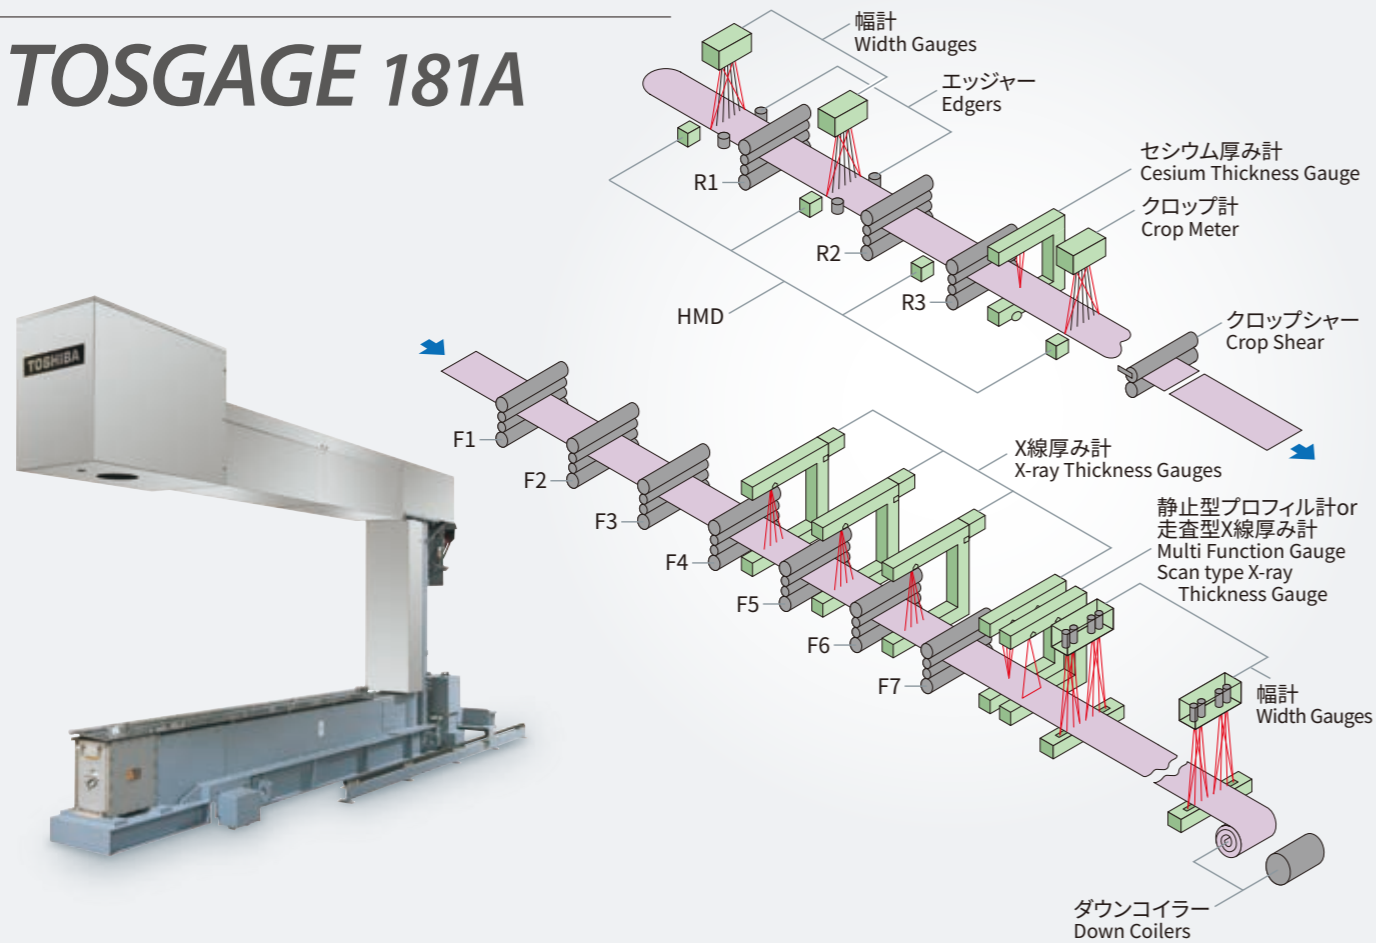 TOSGAGE 181A
幅計
Width Gauges
エッジャー
Edgers
セシウム厚み計
Cesium Thickness Gauge
クロップ計
Crop Meter
R1
R2
R3
HMD
クロップシャー
Crop Shear
TOSHIBA
F1
F2
F3
F4
F5
F6
F7
X線厚み計
X-ray Thickness Gauges
静止型プロフィル計or
走査型X線厚み計
Multi Function Gauge
Scan type X-ray
Thickness Gauge
幅計
Width Gauges
ダウンコイラー
Down Coilers